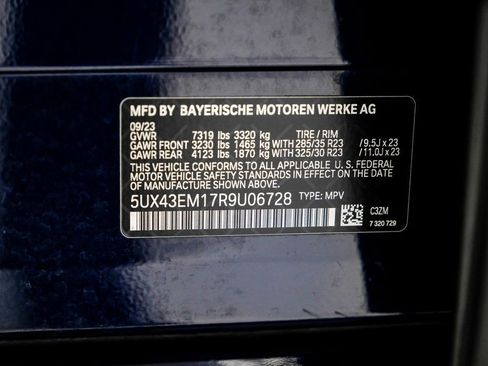 MFD BY BAYERISCHE MOTOREN WERKE AG
09/23
GVWR 7319 lbs 3320 kg TIRE / RIM
GAWR FRONT 3230 lbs 1465 kg WITH 285/35 R23 / 9.5J x 23
GAWR REAR 4123 lbs 1870 kg WITH 325/30 R23 / 11.0J x 23
THIS VEHICLE CONFORMS TO ALL APPLICABLE U. S. FEDERAL
MOTOR VEHICLE SAFETY STANDARDS IN EFFECT ON THE
DATE OF MANUFACTURE SHOWN ABOVE.
5UX43EM17R9U06728 TYPE: MPV
C3ZM
7 320 729